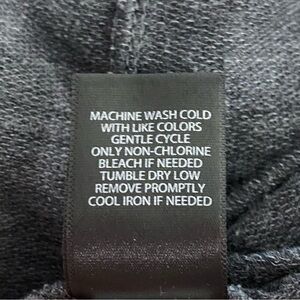 MACHINE WASH COLD
WITH LIKE COLORS
GENTLE CYCLE
ONLY NON-CHLORINE
BLEACH IF NEEDED
TUMBLE DRY LOW
REMOVE PROMPTLY
COOL IRON IF NEEDED